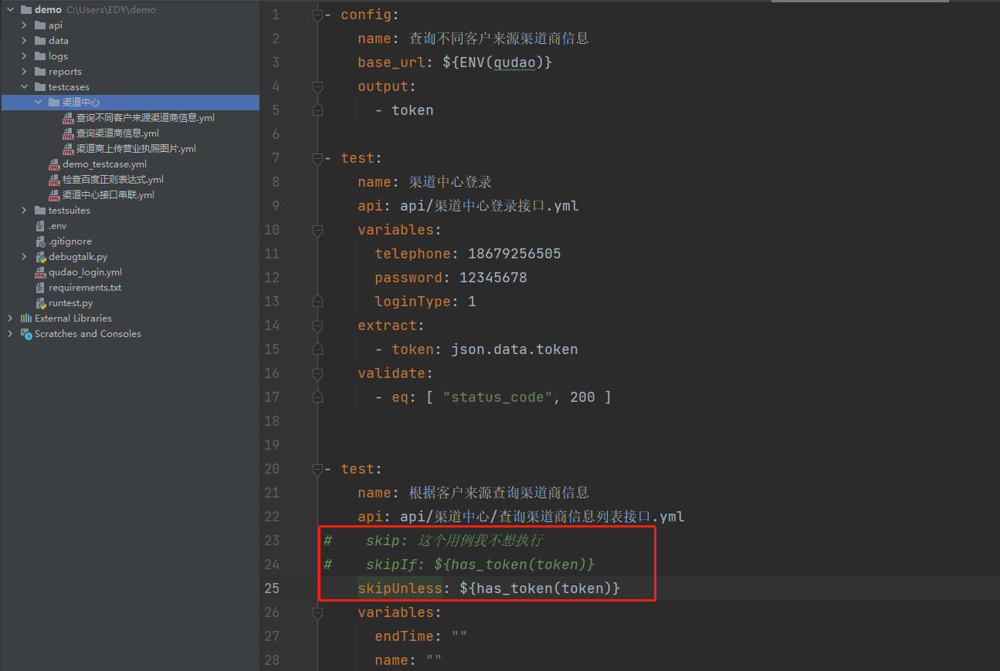 demo C:\Users\EDY\demo
api
data
logs
reports
testcases
渠道中心
查询不同客户来源渠道商信息.yml
查询渠道商信息.yml
渠道商上传营业执照图片.yml
demo_testcase.yml
检查百度正则表达式.yml
渠道中心接口串联.yml
testsuites
.env
.gitignore
debugtalk.py
qudao_login.yml
requirements.txt
runtest.py
External Libraries
Scratches and Consoles
1 - config:
2 name: 查询不同客户来源渠道商信息
3 base_url: ${ENV(qudao)}
4 output:
5 - token
6
7 - test:
8 name: 渠道中心登录
9 api: api/渠道中心登录接口.yml
10 variables:
11 telephone: 18679256505
12 password: 12345678
13 loginType: 1
14 extract:
15 - token: json.data.token
16 validate:
17 - eq: [ "status_code", 200 ]
18
19
20 - test:
21 name: 根据客户来源查询渠道商信息
22 api: api/渠道中心/查询渠道商信息列表接口.yml
23 # skip: 这个用例我不想执行
24 # skipIf: ${has_token(token)}
25 skipUnless: ${has_token(token)}
26 variables:
27 endTime: ""
28 name: ""